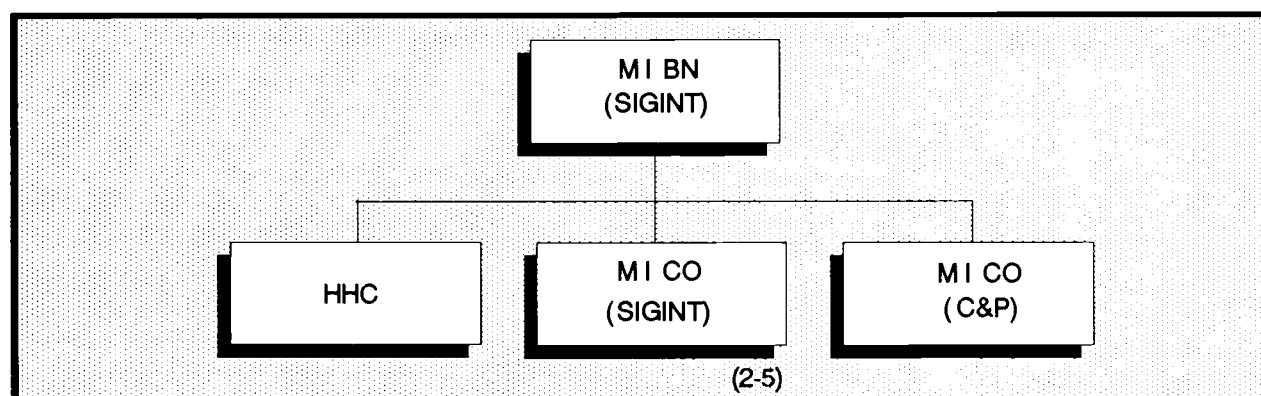 MI BN
(SIGINT)
HHC
MI CO
(SIGINT)
(2-5)
MI CO
(C&P)